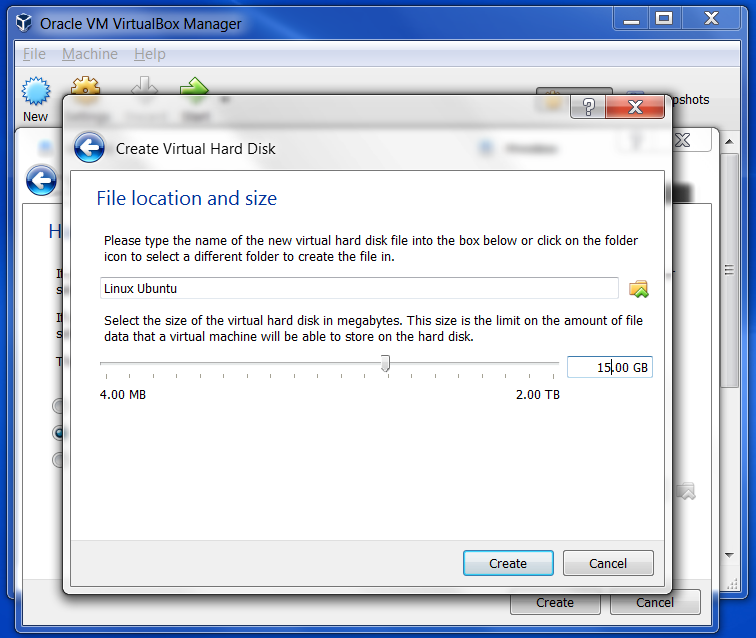 Oracle VM VirtualBox Manager
File Machine Help
New
pshots
Create Virtual Hard Disk
File location and size
Please type the name of the new virtual hard disk file into the box below or click on the folder
icon to select a different folder to create the file in.
Linux Ubuntu
Select the size of the virtual hard disk in megabytes. This size is the limit on the amount of file
data that a virtual machine will be able to store on the hard disk.
15.00 GB
4.00 MB 2.00 TB
Create Cancel
Create Cancel